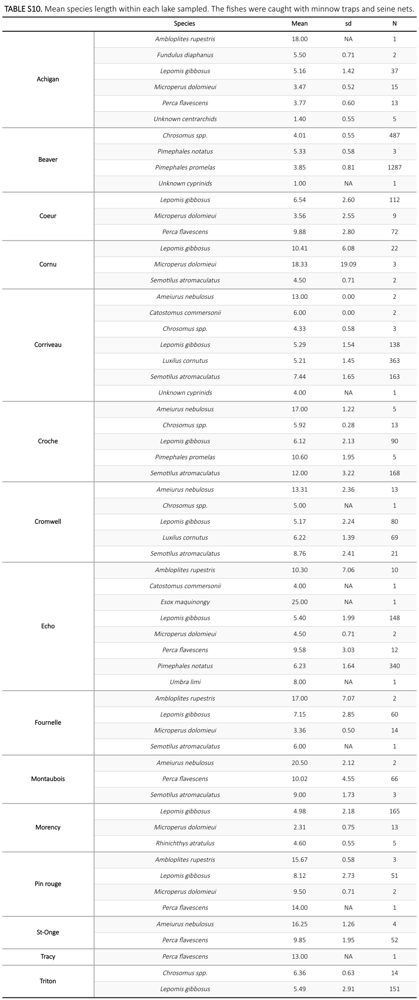 TABLE S10. Mean species length within each lake sampled. The fishes were caught with minnow traps and seine nets.
Species Mean sd N
Achigan
Ambloplites rupestris 18.00 NA 1
Fundulus diaphanus 5.50 0.71 2
Lepomis gibbosus 5.16 1.42 37
Microperus dolomieui 3.47 0.52 15
Perca flavescens 3.77 0.60 13
Unknown centrarchids 1.40 0.55 5
Beaver
Chrosomus spp. 4.01 0.55 487
Pimephales notatus 5.33 0.58 3
Pimephales promelas 3.85 0.81 1287
Unknown cyprinids 1.00 NA 1
Coeur
Lepomis gibbosus 6.54 2.60 112
Microperus dolomieui 3.56 2.55 9
Perca flavescens 9.88 2.80 72
Cornu
Lepomis gibbosus 10.41 6.08 22
Microperus dolomieui 18.33 19.09 3
Semotilus atromaculatus 4.50 0.71 2
Corriveau
Ameiurus nebulosus 13.00 0.00 2
Catostomus commersonii 6.00 0.00 2
Chrosomus spp. 4.33 0.58 3
Lepomis gibbosus 5.29 1.54 138
Luxilus cornutus 5.21 1.45 363
Semotilus atromaculatus 7.44 1.65 163
Unknown cyprinids 4.00 NA 1
Croche
Ameiurus nebulosus 17.00 1.22 5
Chrosomus spp. 5.92 0.28 13
Lepomis gibbosus 6.12 2.13 90
Pimephales promelas 10.60 1.95 5
Semotilus atromaculatus 12.00 3.22 168
Cromwell
Ameiurus nebulosus 13.31 2.36 13
Chrosomus spp. 5.00 NA 1
Lepomis gibbosus 5.17 2.24 80
Luxilus cornutus 6.22 1.39 69
Semotilus atromaculatus 8.76 2.41 21
Echo
Ambloplites rupestris 10.30 7.06 10
Catostomus commersonii 4.00 NA 1
Esox maquinongy 25.00 NA 1
Lepomis gibbosus 5.40 1.99 148
Microperus dolomieui 4.50 0.71 2
Perca flavescens 9.58 3.03 12
Pimephales notatus 6.23 1.64 340
Umbra limi 8.00 NA 1
Fournelle
Ambloplites rupestris 17.00 7.07 2
Lepomis gibbosus 7.15 2.85 60
Microperus dolomieui 3.36 0.50 14
Semotilus atromaculatus 6.00 NA 1
Montaubois
Ameiurus nebulosus 20.50 2.12 2
Perca flavescens 10.02 4.55 66
Semotilus atromaculatus 9.00 1.73 3
Morency
Lepomis gibbosus 4.98 2.18 165
Microperus dolomieui 2.31 0.75 13
Rhinichthys atratulus 4.60 0.55 5
Pin rouge
Ambloplites rupestris 15.67 0.58 3
Lepomis gibbosus 8.12 2.73 51
Microperus dolomieui 9.50 0.71 2
Perca flavescens 14.00 NA 1
St-Onge
Ameiurus nebulosus 16.25 1.26 4
Perca flavescens 9.85 1.95 52
Tracy
Perca flavescens 13.00 NA 1
Triton
Chrosomus spp. 6.36 0.63 14
Lepomis gibbosus 5.49 2.91 151